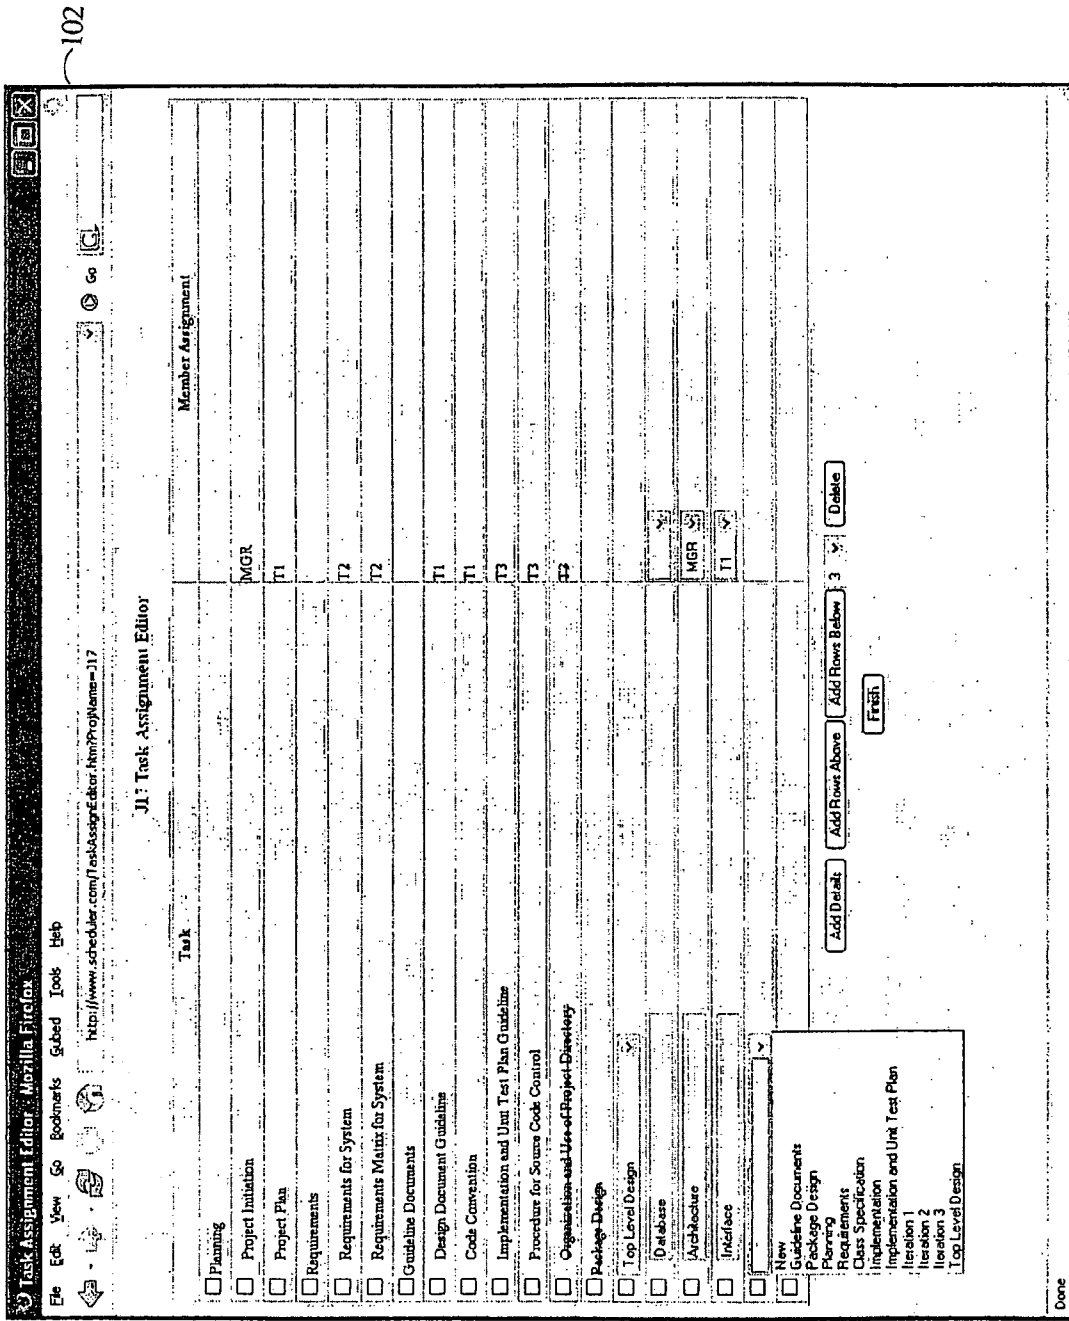 102
Task Assignment Editor - Mozilla Firefox
File Edit View Go Bookmarks Gubed Tools Help
http://www.scheduler.com/TaskAssignEditor.htm?ProjName=J17
Go
J17 Task Assignment Editor
Task Member Assignment
Planning
Project Initiation MGR
Project Plan T1
Requirements
Requirements for System T2
Requirements Matrix for System T2
Guideline Documents
Design Document Guideline T1
Code Convention T1
Implementation and Unit Test Plan Guideline T3
Procedure for Source Code Control T3
Organization and Use of Project Directory T3
Package Design
Top Level Design
Database
Architecture MGR
Interface T1
New
Guideline Documents
Package Design
Planning
Requirements
Class Specification
Implementation
Implementation and Unit Test Plan
Iteration 1
Iteration 2
Iteration 3
Top Level Design
Add Details Add Rows Above Add Rows Below 3 Delete
Finish
Done